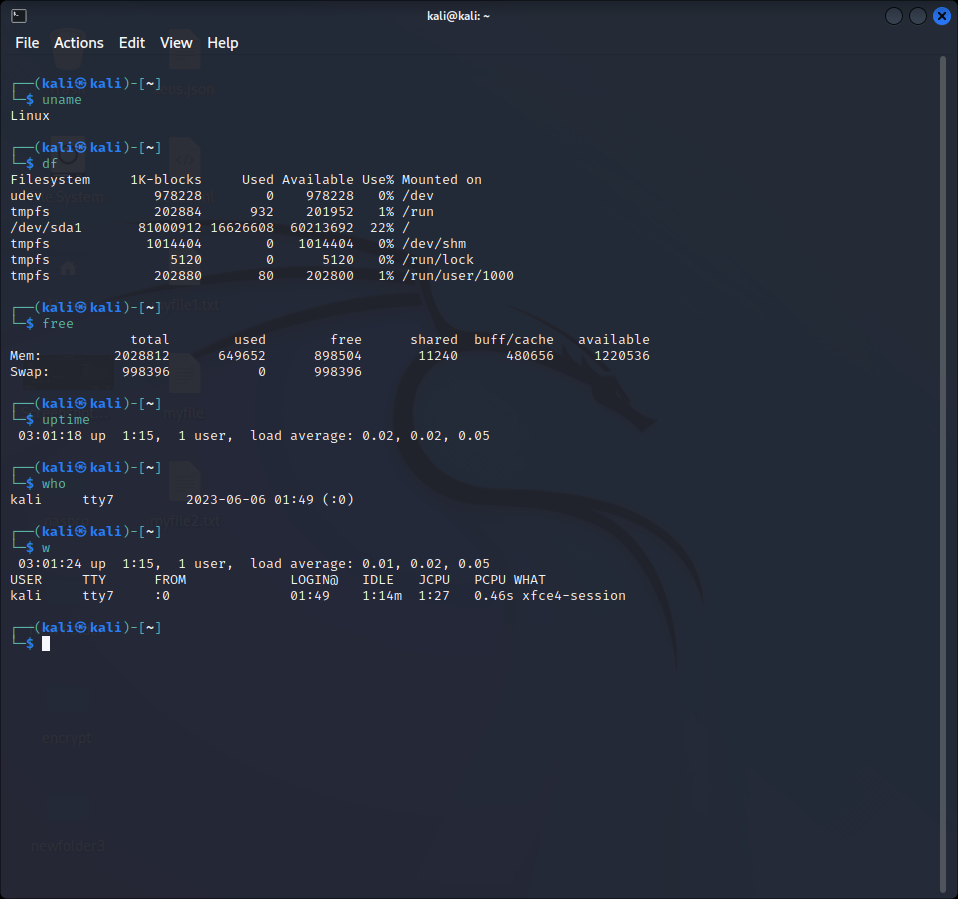 kali@kali: ~
File Actions Edit View Help
┌──(kali㉿kali)-[~]
└─$ uname
Linux
┌──(kali㉿kali)-[~]
└─$ df
Filesystem     1K-blocks     Used Available Use% Mounted on
udev              978228        0    978228   0% /dev
tmpfs             202884      932    201952   1% /run
/dev/sda1       81000912 16626608  60213692  22% /
tmpfs            1014404        0   1014404   0% /dev/shm
tmpfs               5120        0      5120   0% /run/lock
tmpfs             202880       80    202800   1% /run/user/1000
┌──(kali㉿kali)-[~]
└─$ free
               total        used        free      shared  buff/cache   available
Mem:         2028812      649652      898504       11240      480656     1220536
Swap:         998396           0      998396
┌──(kali㉿kali)-[~]
└─$ uptime
 03:01:18 up  1:15,  1 user,  load average: 0.02, 0.02, 0.05
┌──(kali㉿kali)-[~]
└─$ who
kali     tty7         2023-06-06 01:49 (:0)
┌──(kali㉿kali)-[~]
└─$ w
 03:01:24 up  1:15,  1 user,  load average: 0.01, 0.02, 0.05
USER     TTY      FROM             LOGIN@   IDLE   JCPU   PCPU WHAT
kali     tty7     :0               01:49    1:14m  1:27   0.46s xfce4-session
┌──(kali㉿kali)-[~]
└─$
encrypt
newfolder3